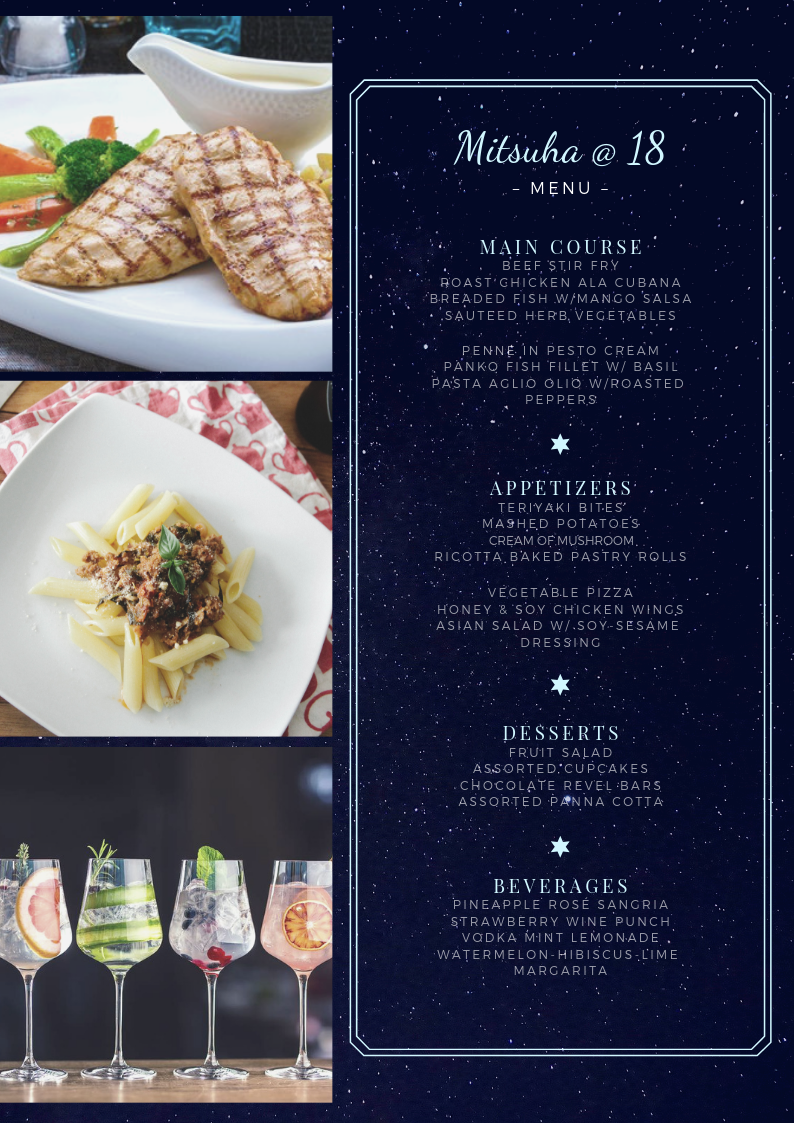 Mitsuha @ 18
– MENU –
MAIN COURSE
BEEF STIR FRY
ROAST CHICKEN ALA CUBANA
BREADED FISH W/MANGO SALSA
SAUTEED HERB VEGETABLES
PENNE IN PESTO CREAM
PANKO FISH FILLET W/ BASIL
PASTA AGLIO OLIO W/ROASTED
PEPPERS
APPETIZERS
TERIYAKI BITES
MASHED POTATOES
CREAM OF MUSHROOM
RICOTTA BAKED PASTRY ROLLS
VEGETABLE PIZZA
HONEY & SOY CHICKEN WINGS
ASIAN SALAD W/ SOY-SESAME
DRESSING
DESSERTS
FRUIT SALAD
ASSORTED CUPCAKES
CHOCOLATE REVEL BARS
ASSORTED PANNA COTTA
BEVERAGES
PINEAPPLE ROSÉ SANGRIA
STRAWBERRY WINE PUNCH
VODKA MINT LEMONADE
WATERMELON-HIBISCUS-LIME
MARGARITA